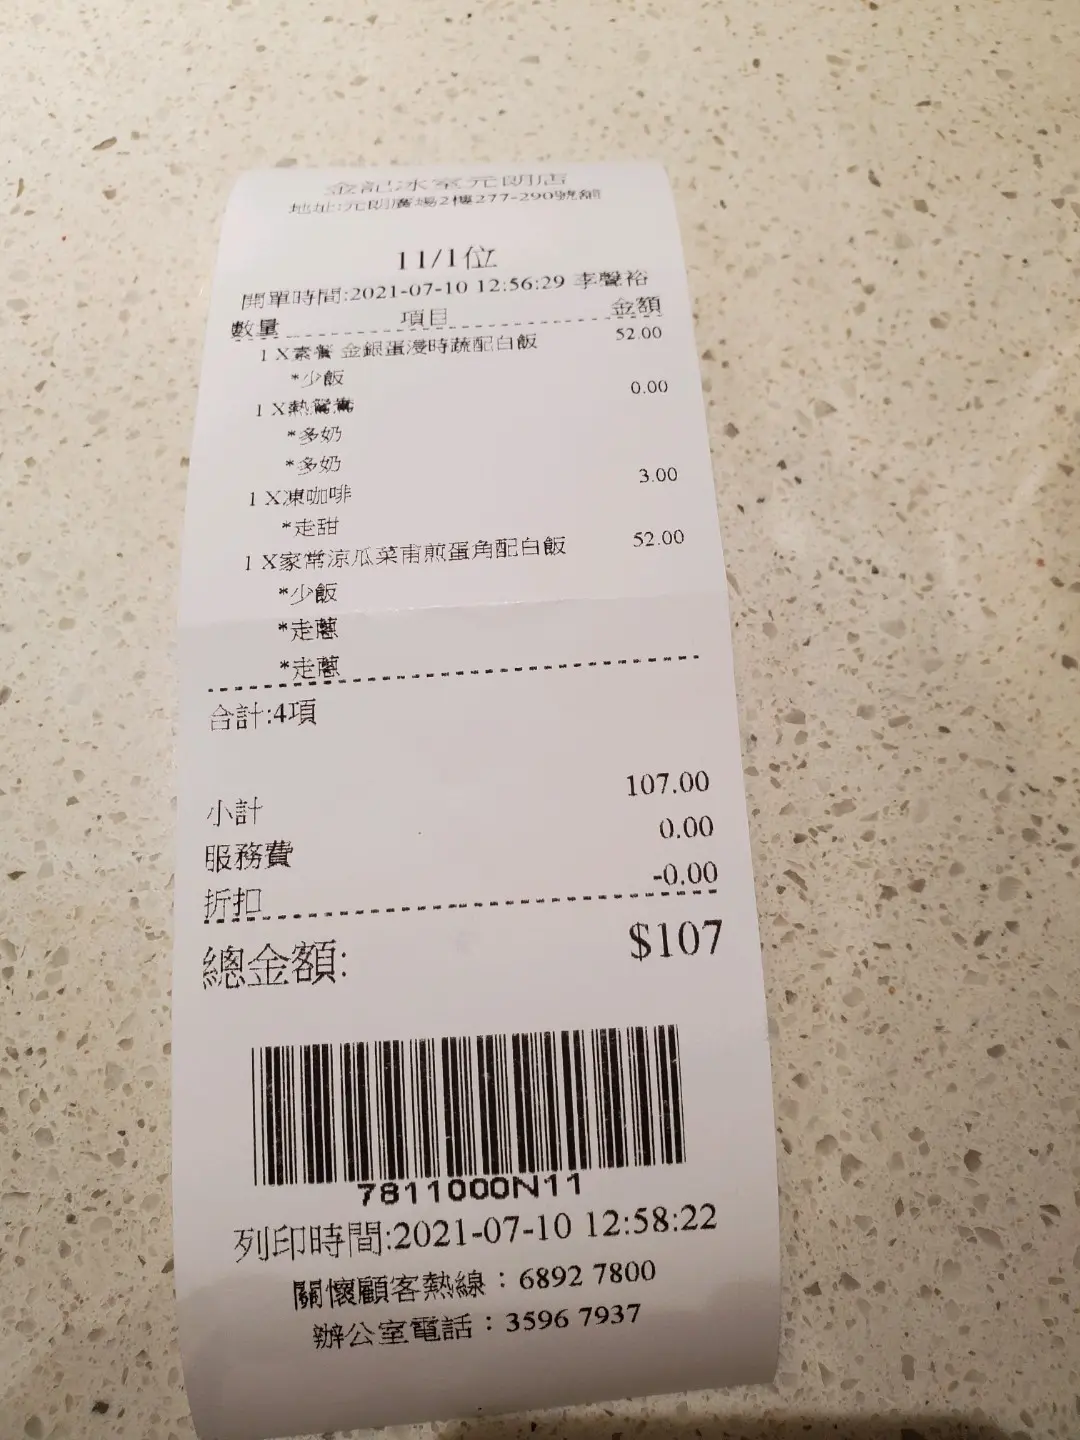 金記冰室元朗店
地址:元朗廣場2樓277-290號舖
11/1位
開單時間:2021-07-10 12:56:29 李聲裕
數量 項目 金額
1 X素餐 金銀蛋浸時蔬配白飯 52.00
*少飯
1 X熱鴛鴦 0.00
*多奶
*多奶
1 X凍咖啡 3.00
*走甜
1 X家常涼瓜菜甫煎蛋角配白飯 52.00
*少飯
*走蔥
*走蔥
合計:4項
小計 107.00
服務費 0.00
折扣 -0.00
總金額: $107
7811000N11
列印時間:2021-07-10 12:58:22
關懷顧客熱線：6892 7800
辦公室電話：3596 7937